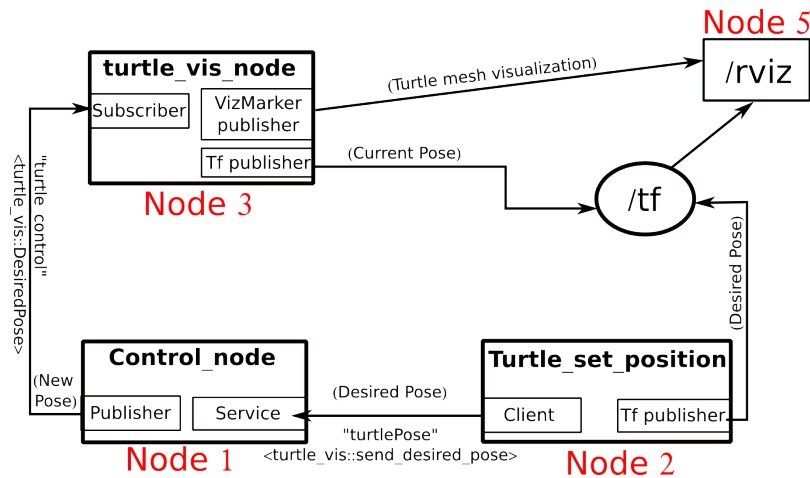 Node 5
/rviz
turtle_vis_node
Subscriber
VizMarker
publisher
Tf publisher
(Turtle mesh visualization)
(Current Pose)
Node 3
/tf
"turtle_control"
<turtle_vis::DesiredPose>
(Desired Pose)
Control_node
(New
Pose)
Publisher
Service
Node 1
(Desired Pose)
"turtlePose"
<turtle_vis::send_desired_pose>
Turtle_set_position
Client
Tf publisher
Node 2